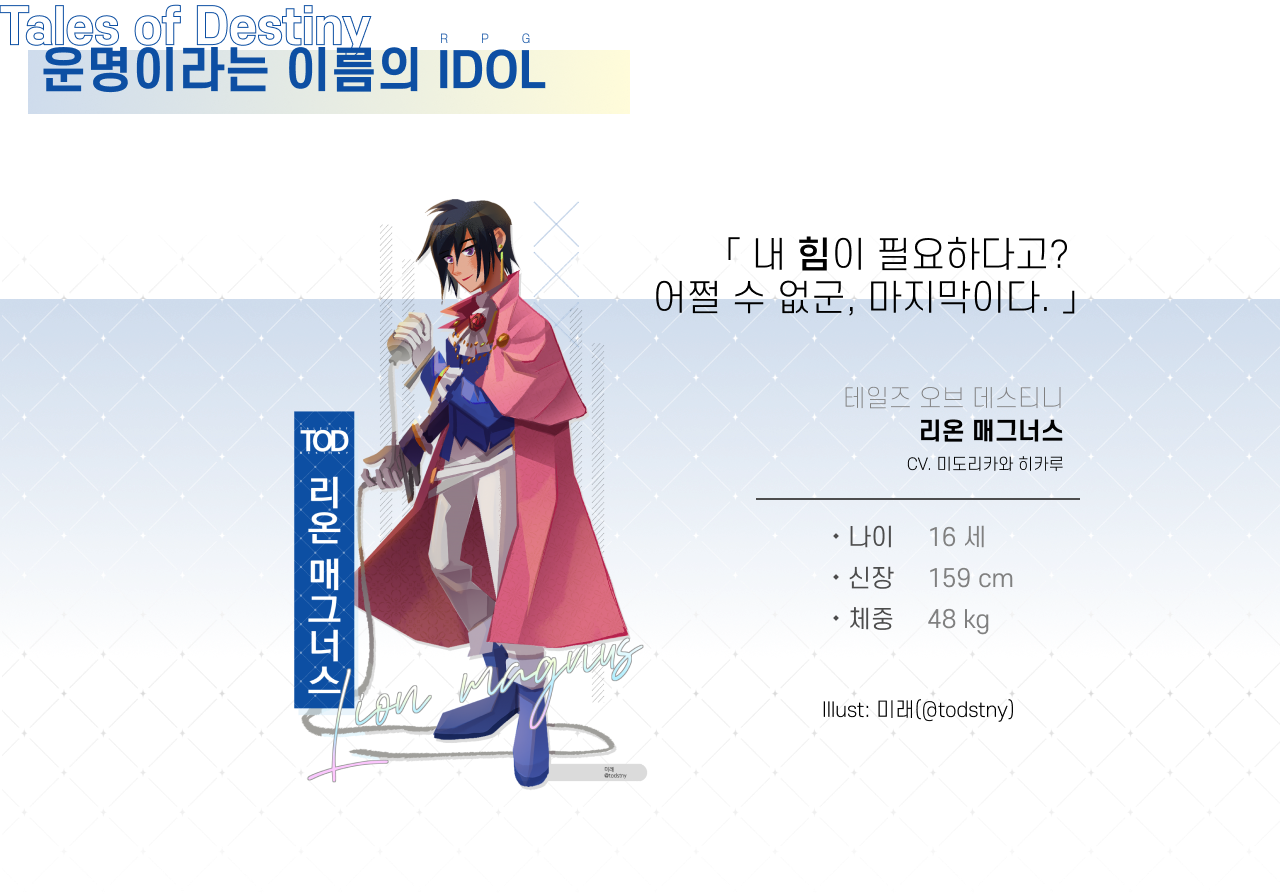 Tales of Destiny
RPG
운명이라는 이름의 IDOL
「 내 힘이 필요하다고?
어쩔 수 없군, 마지막이다. 」
테일즈 오브 데스티니
리온 매그너스
CV. 미도리카와 히카루
나이 16 세
신장 159 cm
체중 48 kg
Illust: 미래(@todstny)
TOD
리온 매그너스
Lion magnus
미래
@todstny